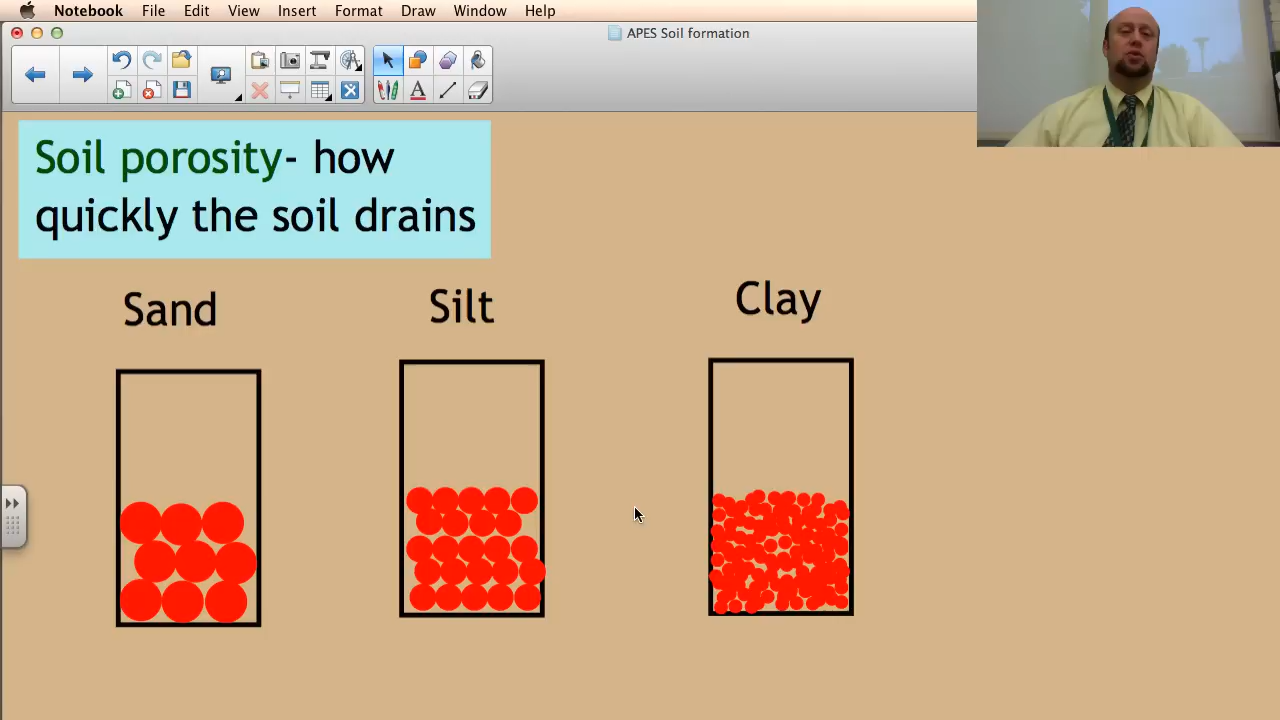 Notebook File Edit View Insert Format Draw Window Help
APES Soil formation
Soil porosity- how
quickly the soil drains
Sand Silt Clay